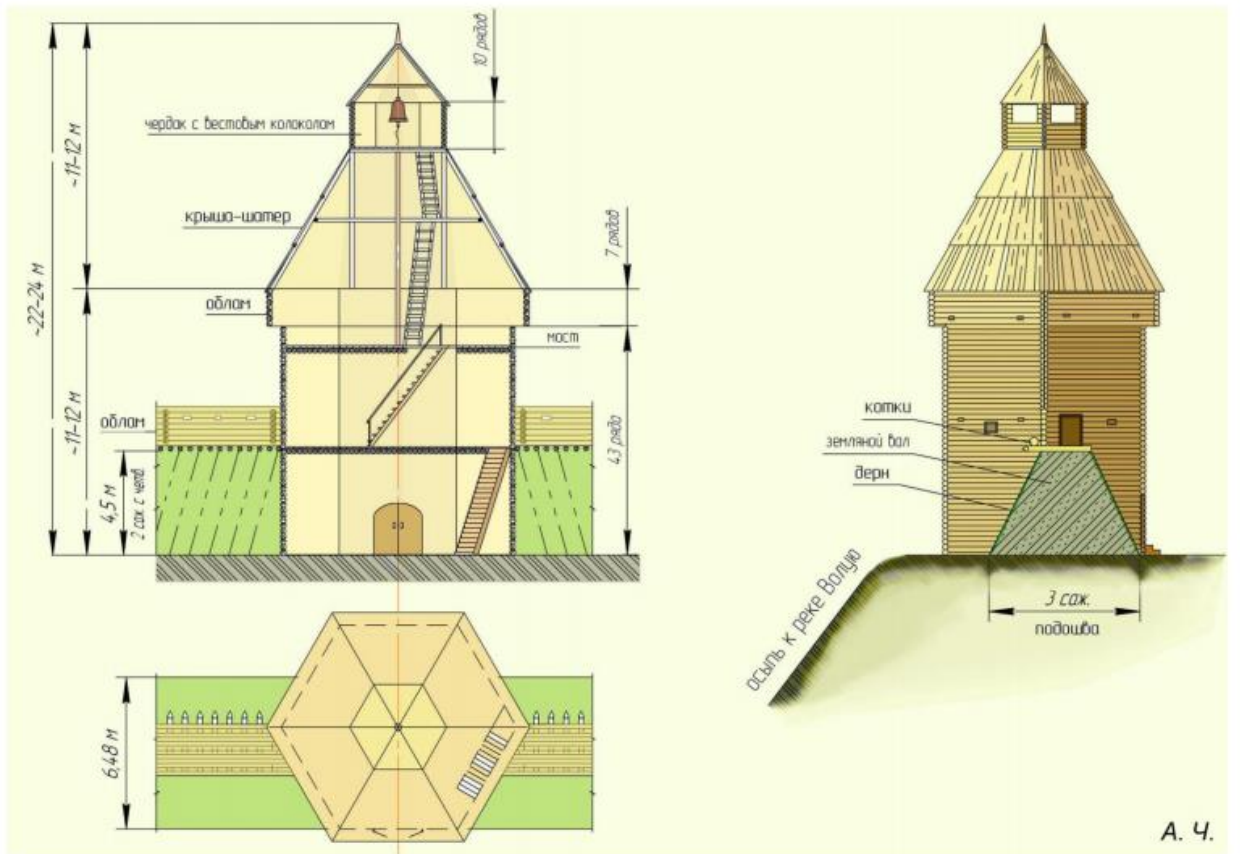 10 рядов
чердак с вестовым колоколом
~11-12 м
крыша-шатер
7 рядов
~22-24 м
облам
мост
~11-12 м
облам
43 ряда
4,5 м
2 саж. с четв.
6,48 м
катки
земляной вал
дерн
осыпь к реке Волую
3 саж.
подошва
А. Ч.